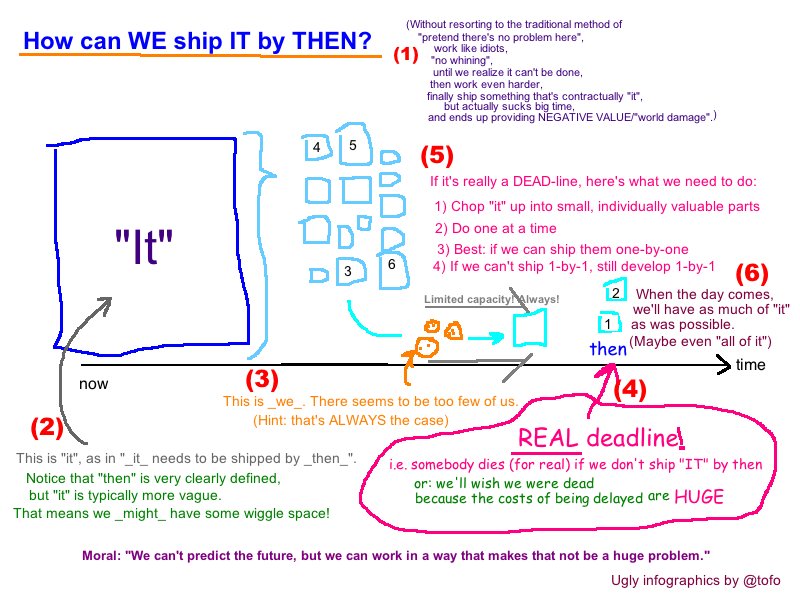 How can WE ship IT by THEN?
(1)
(Without resorting to the traditional method of
"pretend there's no problem here",
work like idiots,
"no whining",
until we realize it can't be done,
then work even harder,
finally ship something that's contractually "it",
but actually sucks big time,
and ends up providing NEGATIVE VALUE/"world damage".)
"It"
4
5
3
6
(5)
If it's really a DEAD-line, here's what we need to do:
1) Chop "it" up into small, individually valuable parts
2) Do one at a time
3) Best: if we can ship them one-by-one
4) If we can't ship 1-by-1, still develop 1-by-1
Limited capacity! Always!
(6)
2
1
When the day comes,
we'll have as much of "it"
as was possible.
(Maybe even "all of it")
then
time
now
(3)
This is _we_. There seems to be too few of us.
(Hint: that's ALWAYS the case)
(4)
(2)
This is "it", as in "_it_ needs to be shipped by _then_".
Notice that "then" is very clearly defined,
but "it" is typically more vague.
That means we _might_ have some wiggle space!
REAL deadline!
i.e. somebody dies (for real) if we don't ship "IT" by then
or: we'll wish we were dead
because the costs of being delayed are HUGE
Moral: "We can't predict the future, but we can work in a way that makes that not be a huge problem."
Ugly infographics by @tofo